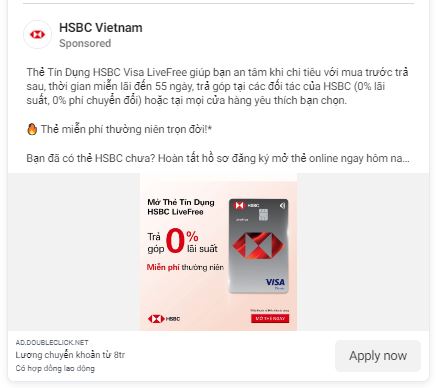 HSBC Vietnam
Sponsored
Thẻ Tín Dụng HSBC Visa LiveFree giúp bạn an tâm khi chi tiêu với mua trước trả
sau, thời gian miễn lãi đến 55 ngày, trả góp tại các đối tác của HSBC (0% lãi
suất, 0% phí chuyển đổi) hoặc tại mọi cửa hàng yêu thích bạn chọn.
🔥 Thẻ miễn phí thường niên trọn đời!*
Bạn đã có thẻ HSBC chưa? Hoàn tất hồ sơ đăng ký mở thẻ online ngay hôm na...
Mở Thẻ Tín Dụng
HSBC LiveFree
Trả góp 0% lãi suất
Miễn phí thường niên
HSBC
VISA
HSBC
MỞ THẺ NGAY
AD.DOUBLECLICK.NET
Lương chuyển khoản từ 8tr
Có hợp đồng lao động
Apply now